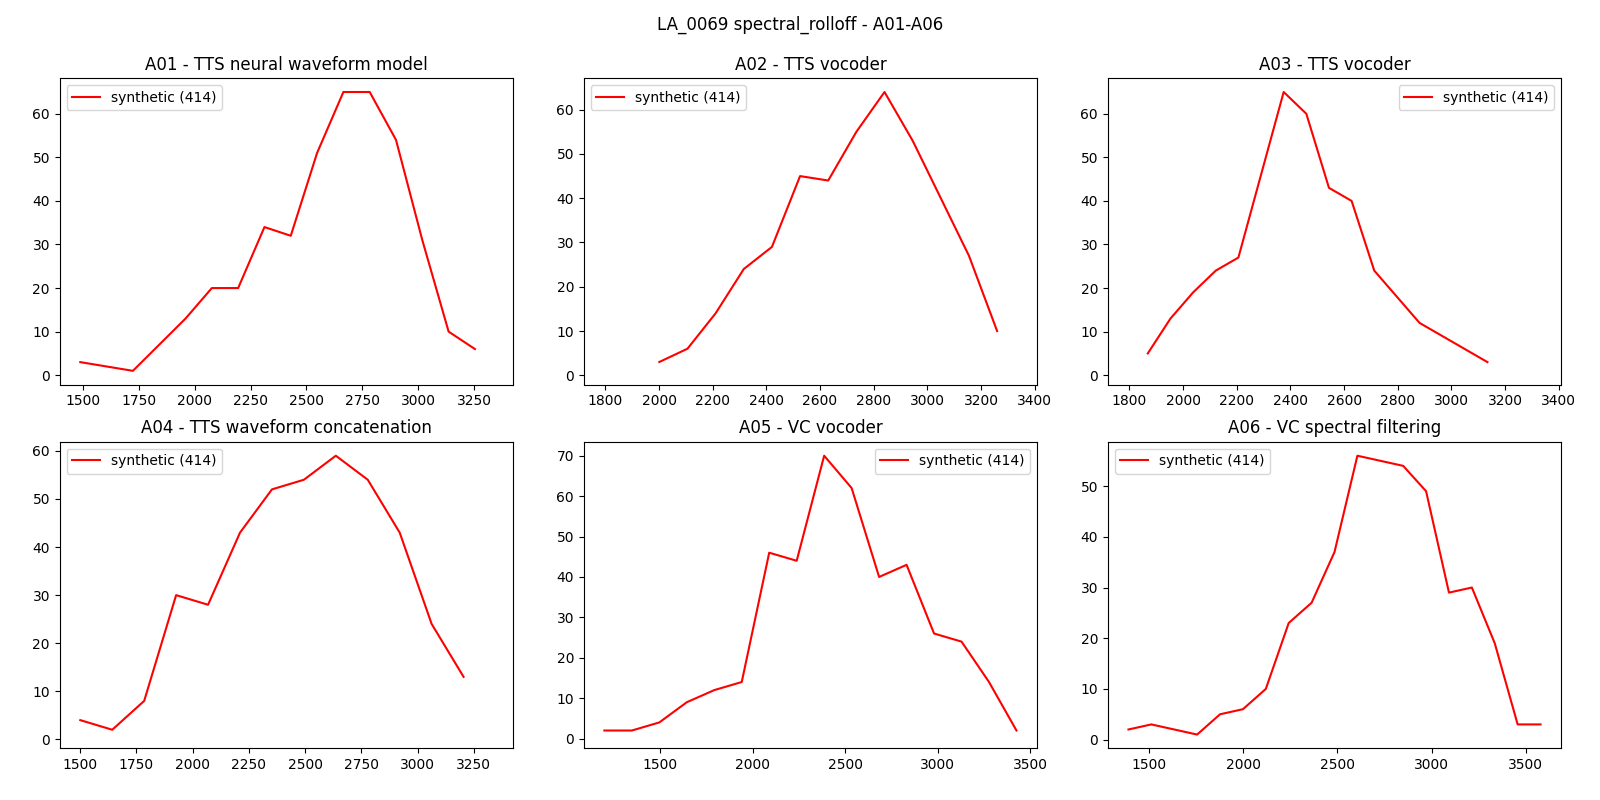 LA_0069 spectral_rolloff - A01-A06
A01 - TTS neural waveform model
synthetic (414)
60
50
40
30
20
10
0
1500 1750 2000 2250 2500 2750 3000 3250
A02 - TTS vocoder
synthetic (414)
60
50
40
30
20
10
0
1800 2000 2200 2400 2600 2800 3000 3200 3400
A03 - TTS vocoder
synthetic (414)
60
50
40
30
20
10
0
1800 2000 2200 2400 2600 2800 3000 3200 3400
A04 - TTS waveform concatenation
synthetic (414)
60
50
40
30
20
10
0
1500 1750 2000 2250 2500 2750 3000 3250
A05 - VC vocoder
synthetic (414)
70
60
50
40
30
20
10
0
1500 2000 2500 3000 3500
A06 - VC spectral filtering
synthetic (414)
50
40
30
20
10
0
1500 2000 2500 3000 3500